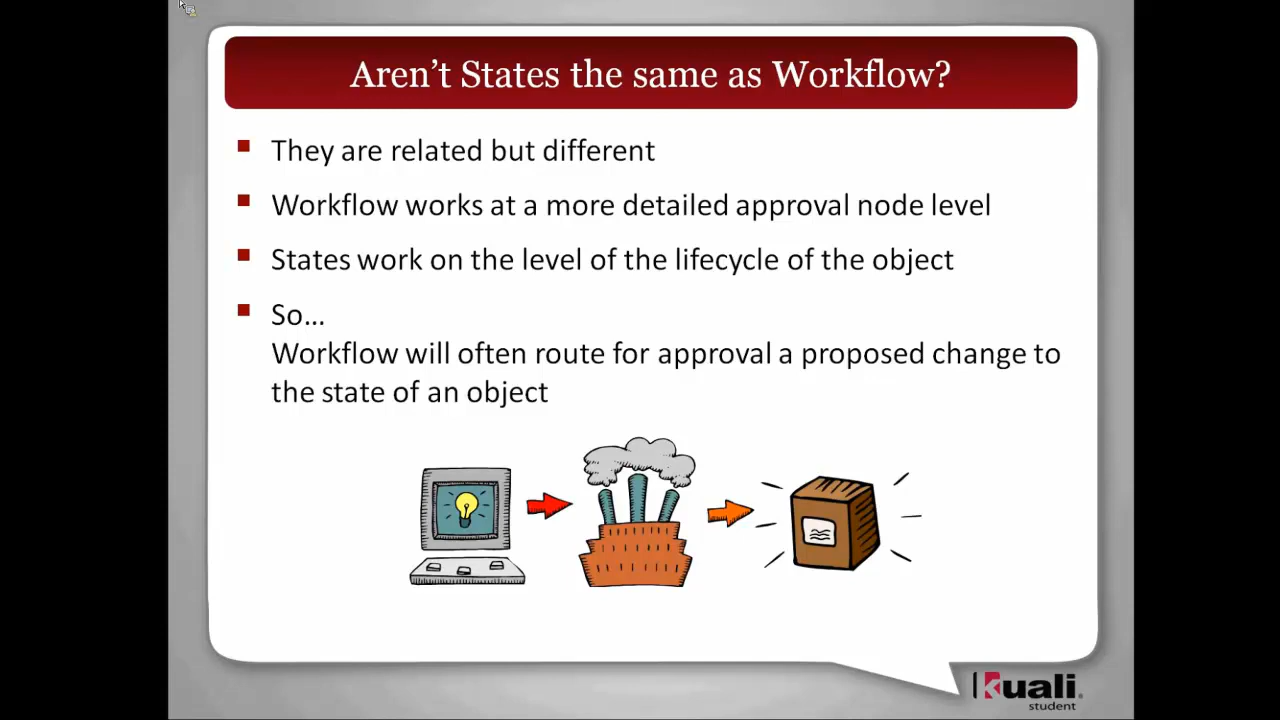 Aren't States the same as Workflow?
▪ They are related but different
▪ Workflow works at a more detailed approval node level
▪ States work on the level of the lifecycle of the object
▪ So…
Workflow will often route for approval a proposed change to
the state of an object
kuali®
student